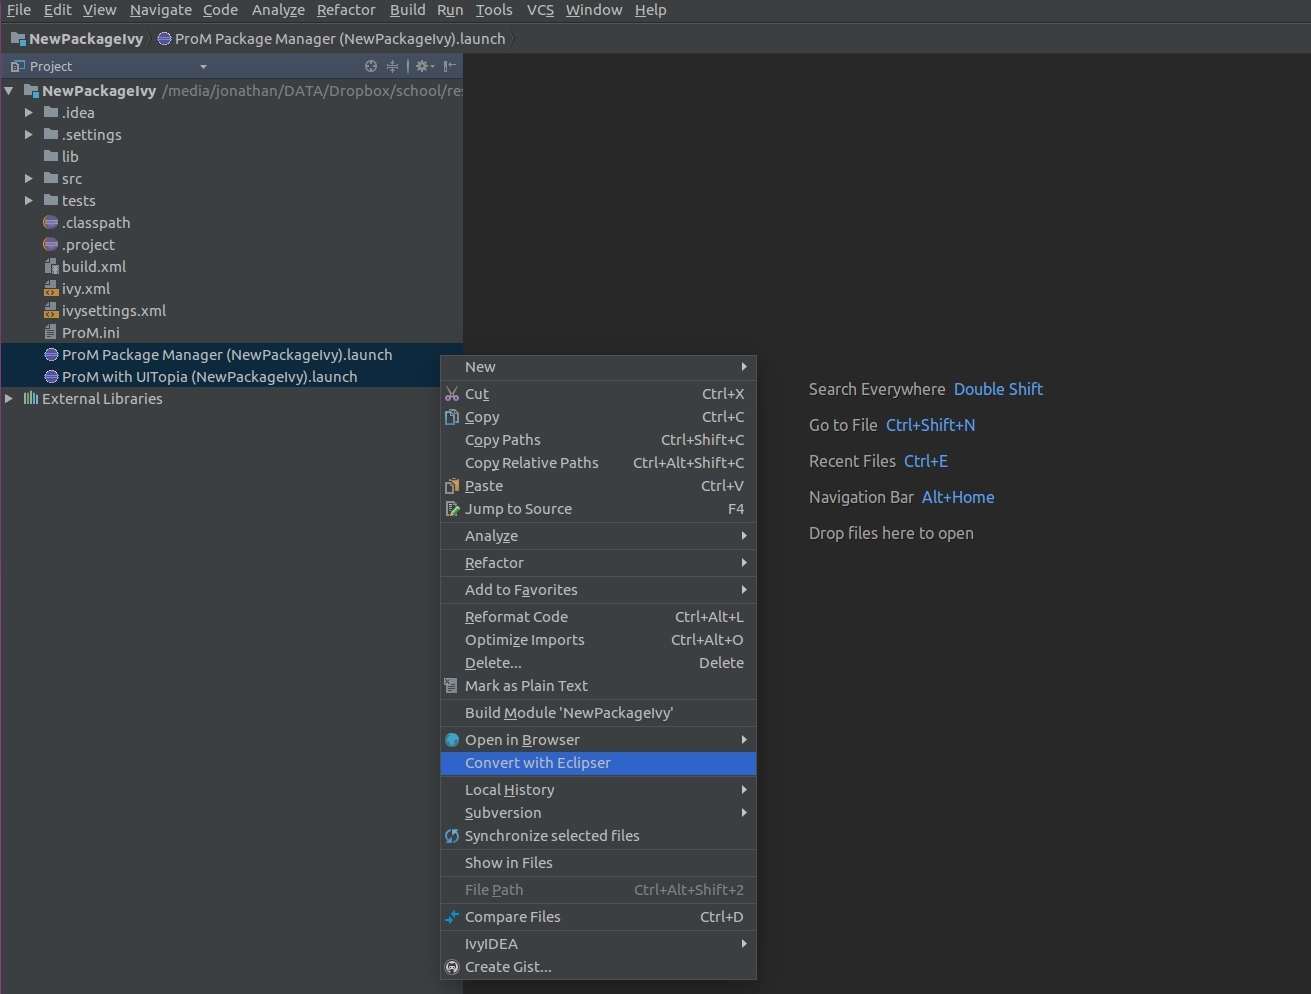 File Edit View Navigate Code Analyze Refactor Build Run Tools VCS Window Help
NewPackageIvy ProM Package Manager (NewPackageIvy).launch
Project
NewPackageIvy /media/jonathan/DATA/Dropbox/school/res
.idea
.settings
lib
src
tests
.classpath
.project
build.xml
ivy.xml
ivysettings.xml
ProM.ini
ProM Package Manager (NewPackageIvy).launch
ProM with UITopia (NewPackageIvy).launch
External Libraries
New
Cut Ctrl+X
Copy Ctrl+C
Copy Paths Ctrl+Shift+C
Copy Relative Paths Ctrl+Alt+Shift+C
Paste Ctrl+V
Jump to Source F4
Analyze
Refactor
Add to Favorites
Reformat Code Ctrl+Alt+L
Optimize Imports Ctrl+Alt+O
Delete... Delete
Mark as Plain Text
Build Module 'NewPackageIvy'
Open in Browser
Convert with Eclipser
Local History
Subversion
Synchronize selected files
Show in Files
File Path Ctrl+Alt+Shift+2
Compare Files Ctrl+D
IvyIDEA
Create Gist...
Search Everywhere Double Shift
Go to File Ctrl+Shift+N
Recent Files Ctrl+E
Navigation Bar Alt+Home
Drop files here to open